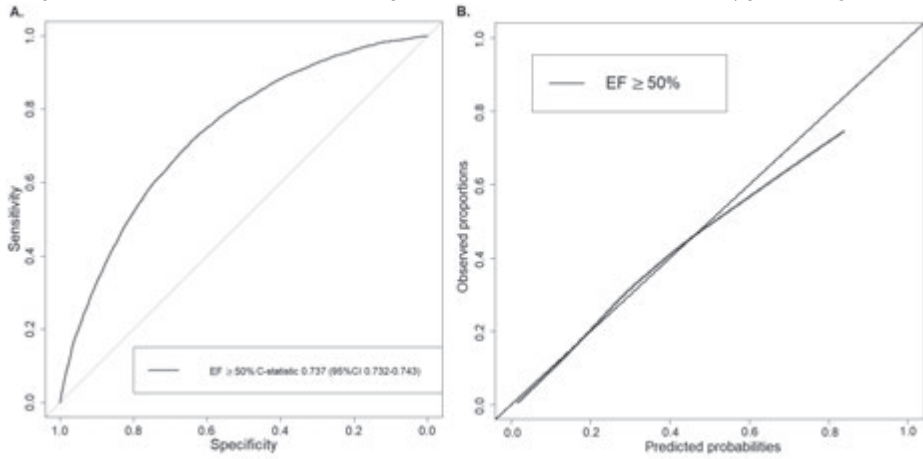 A.
1.0
0.8
0.6
0.4
0.2
0.0
Sensitivity
EF ≥ 50% C-statistic 0.737 (95%CI 0.732-0.743)
1.0 0.8 0.6 0.4 0.2 0.0
Specificity
B.
EF ≥ 50%
1.0
0.8
0.6
0.4
0.2
0.0
Observed proportions
0.0 0.2 0.4 0.6 0.8 1.0
Predicted probabilities